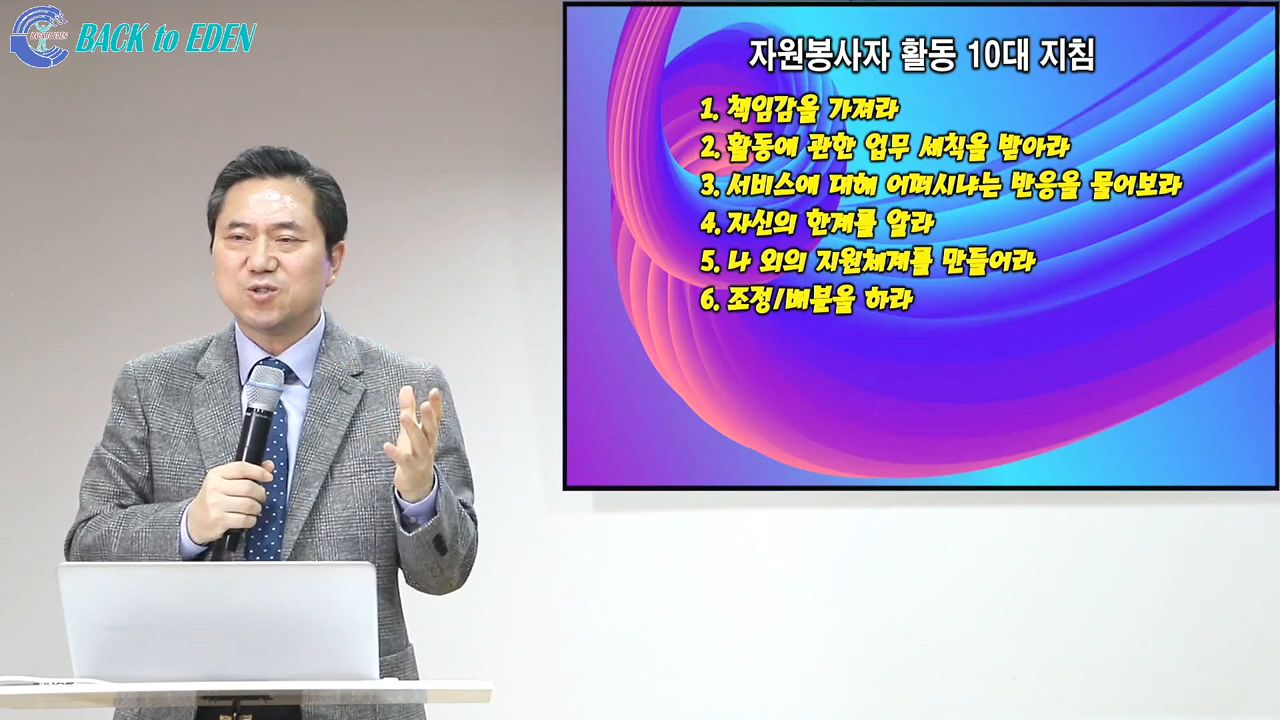 BACK to EDEN
자원봉사자 활동 10대 지침
1. 책임감을 가져라
2. 활동에 관한 업무 세칙을 받아라
3. 서비스에 대해 어떠시냐는 반응을 물어보라
4. 자신의 한계를 알라
5. 나 외의 지원체계를 만들어라
6. 조정/배분을 하라